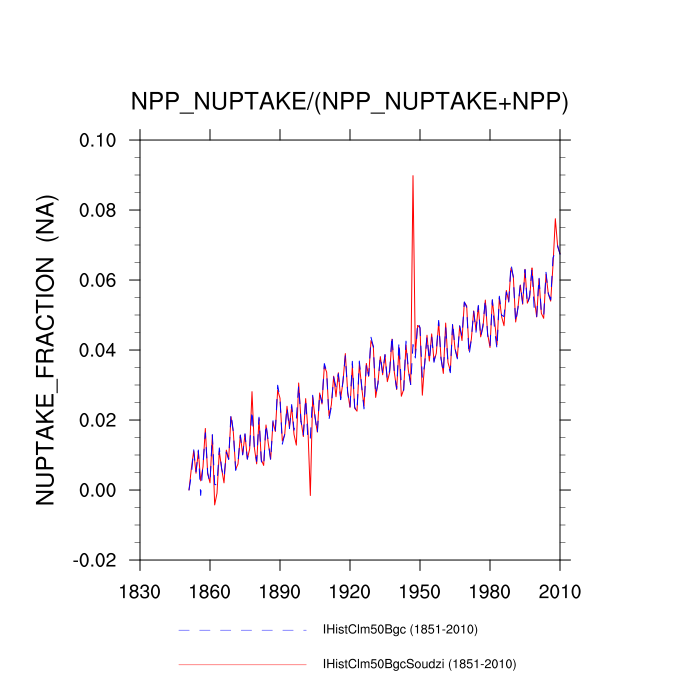 NPP_NUPTAKE/(NPP_NUPTAKE+NPP)
NUPTAKE_FRACTION (NA)
0.10
0.08
0.06
0.04
0.02
0.00
-0.02
1830 1860 1890 1920 1950 1980 2010
IHistClm50Bgc (1851-2010)
IHistClm50BgcSoudzi (1851-2010)